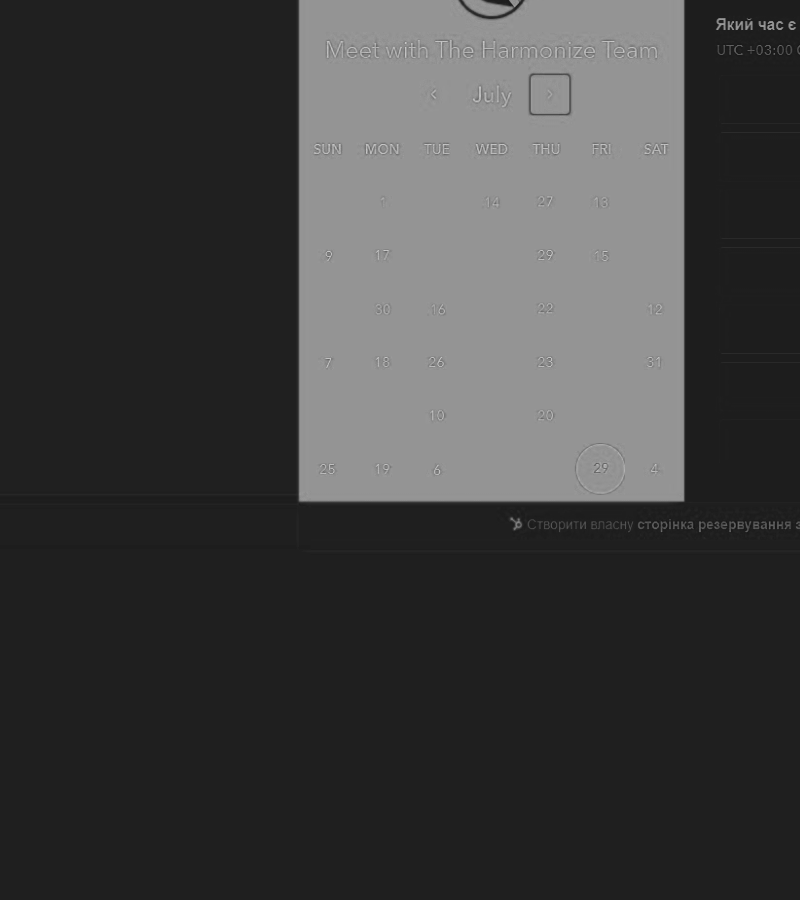 Який час є
UTC +03:00
Meet with The Harmonize Team
July
SUN MON TUE WED THU FRI SAT
1 14 27 13
9 17 29 15
30 16 22 12
7 18 26 23 31
10 20
25 19 6 29 4
Створити власну сторінка резервування з